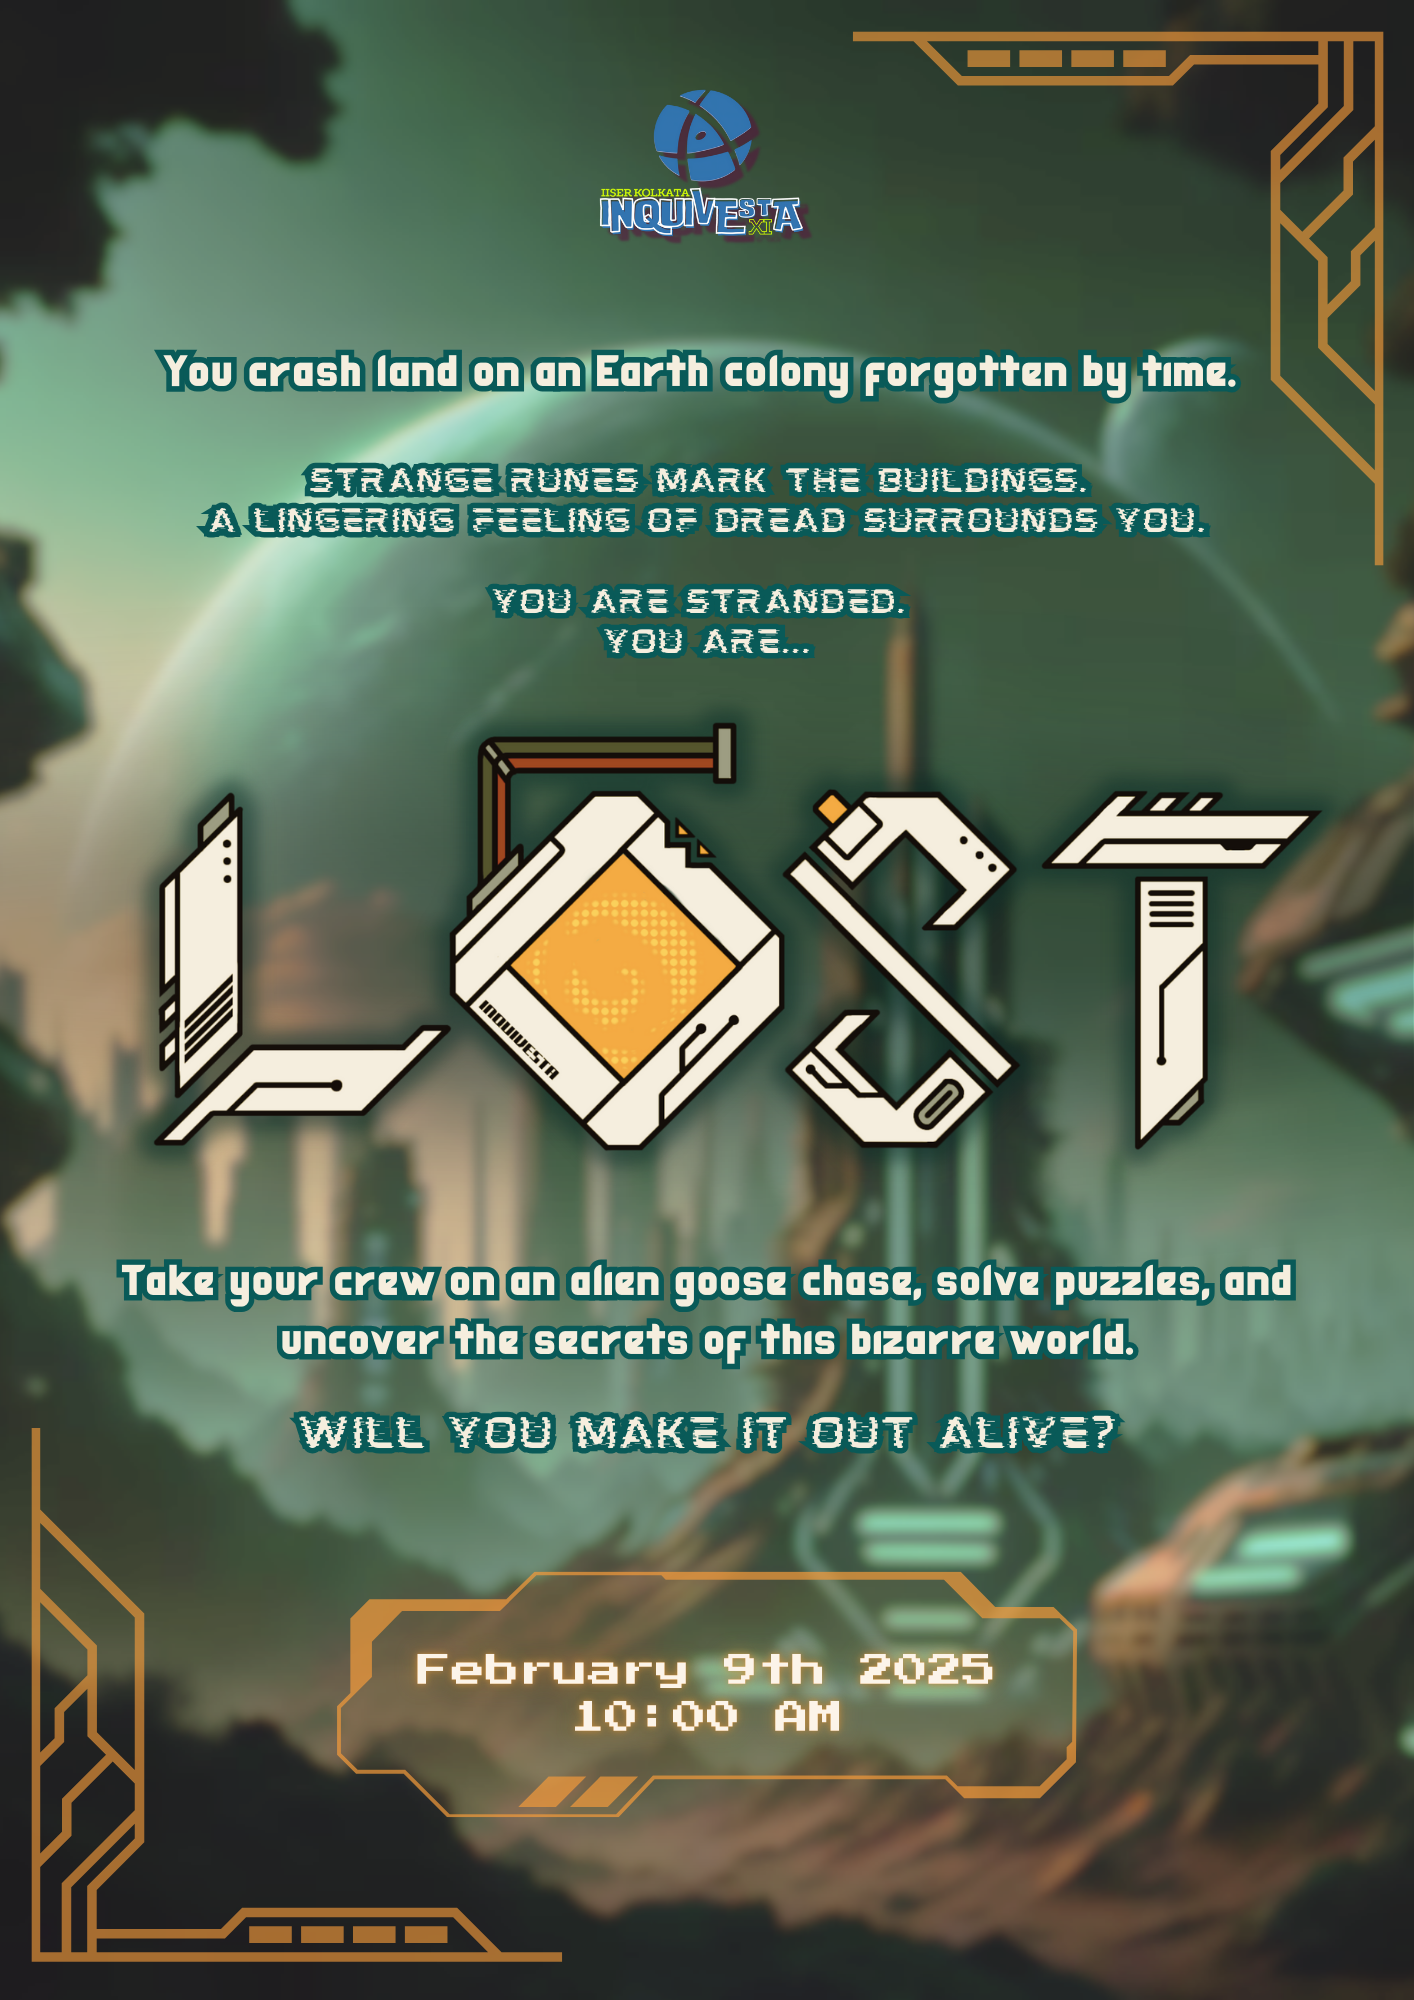 IISER KOLKATA
INQUIVESTA
XI
You crash land on an Earth colony forgotten by time.
STRANGE RUNES MARK THE BUILDINGS.
A LINGERING FEELING OF DREAD SURROUNDS YOU.
YOU ARE STRANDED.
YOU ARE...
LOST
INQUIVESTA
Take your crew on an alien goose chase, solve puzzles, and
uncover the secrets of this bizarre world.
WILL YOU MAKE IT OUT ALIVE?
February 9th 2025
10:00 AM